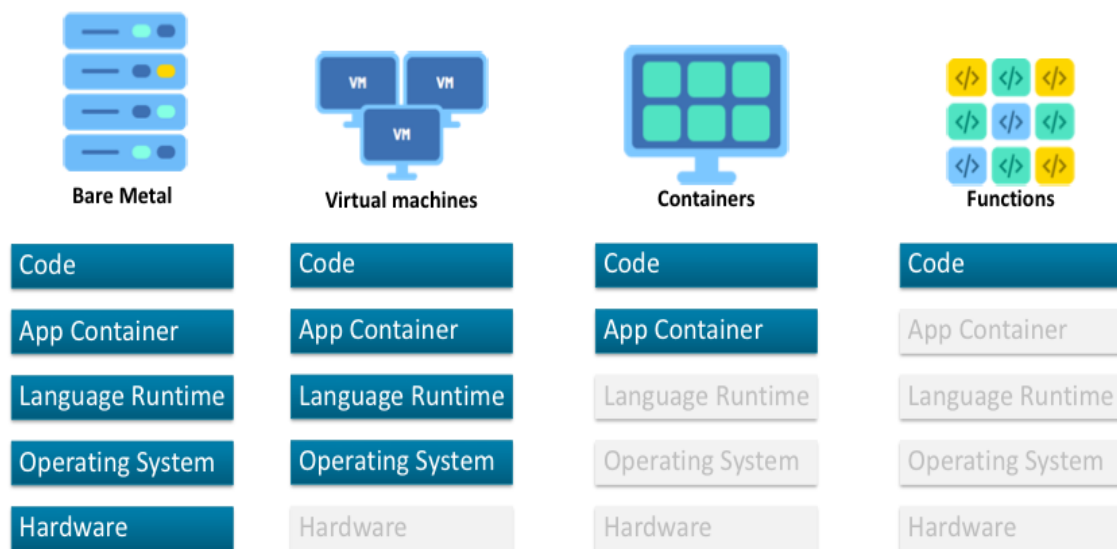 VM
VM
VM
</>
</>
</>
</>
</>
</>
</>
</>
</>
Bare Metal
Virtual machines
Containers
Functions
Code
Code
Code
Code
App Container
App Container
App Container
App Container
Language Runtime
Language Runtime
Language Runtime
Language Runtime
Operating System
Operating System
Operating System
Operating System
Hardware
Hardware
Hardware
Hardware